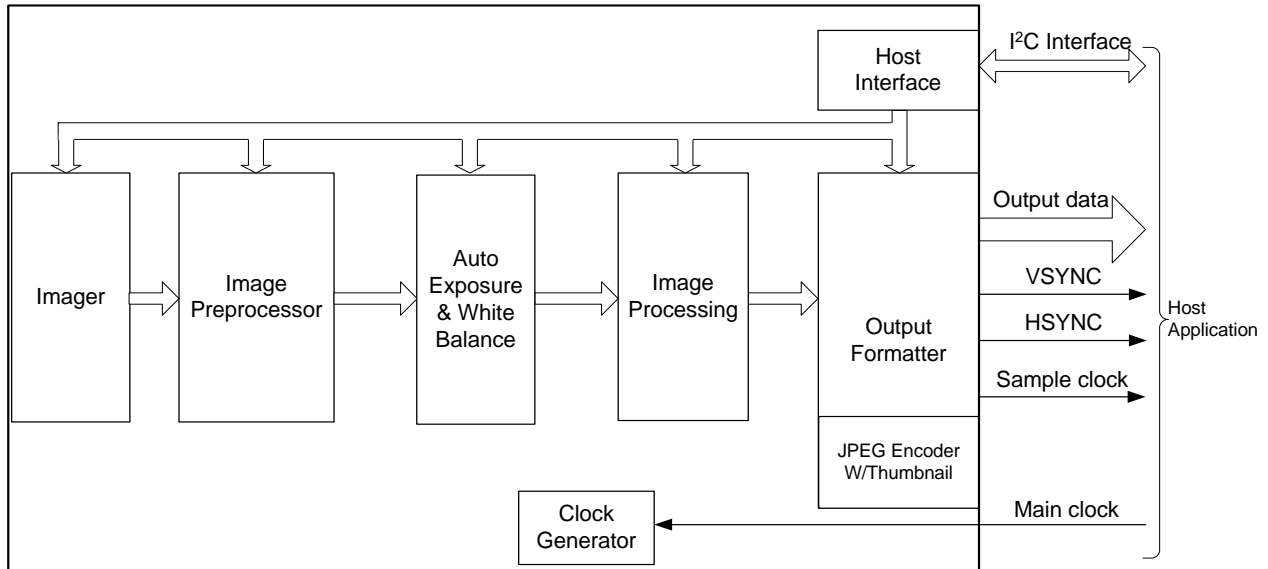 Host
Interface
I²C Interface
Imager
Image
Preprocessor
Auto
Exposure
& White
Balance
Image
Processing
Output
Formatter
JPEG Encoder
W/Thumbnail
Clock
Generator
Output data
VSYNC
HSYNC
Sample clock
Main clock
Host
Application